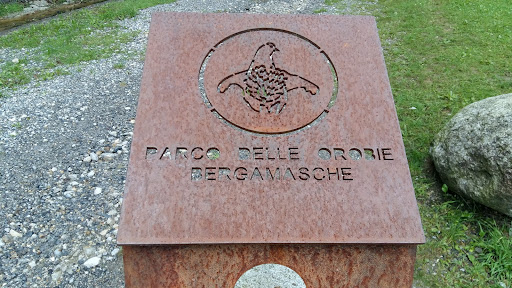 PARCO DELLE OROBIE
BERGAMASCHE